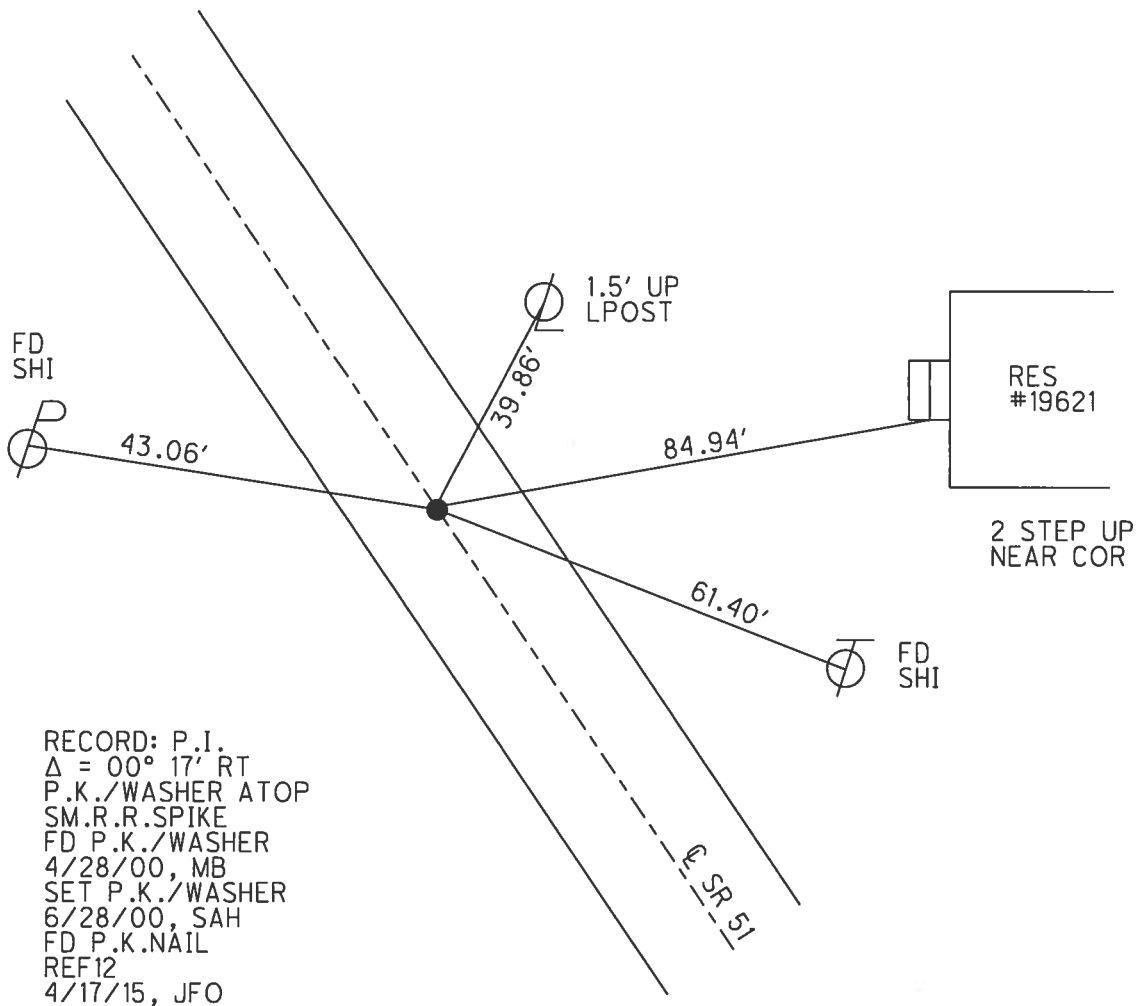 1.5' UP
LPOST
FD
SHI
39.86'
RES
#19621
43.06'
84.94'
2 STEP UP
NEAR COR
61.40'
FD
SHI
RECORD: P.I.
Δ = 00° 17' RT
P.K./WASHER ATOP
SM.R.R.SPIKE
FD P.K./WASHER
4/28/00, MB
SET P.K./WASHER
6/28/00, SAH
FD P.K.NAIL
REF12
4/17/15, JFO
℄ SR 51